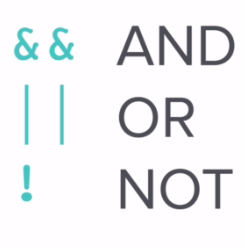 && AND
|| OR
! NOT